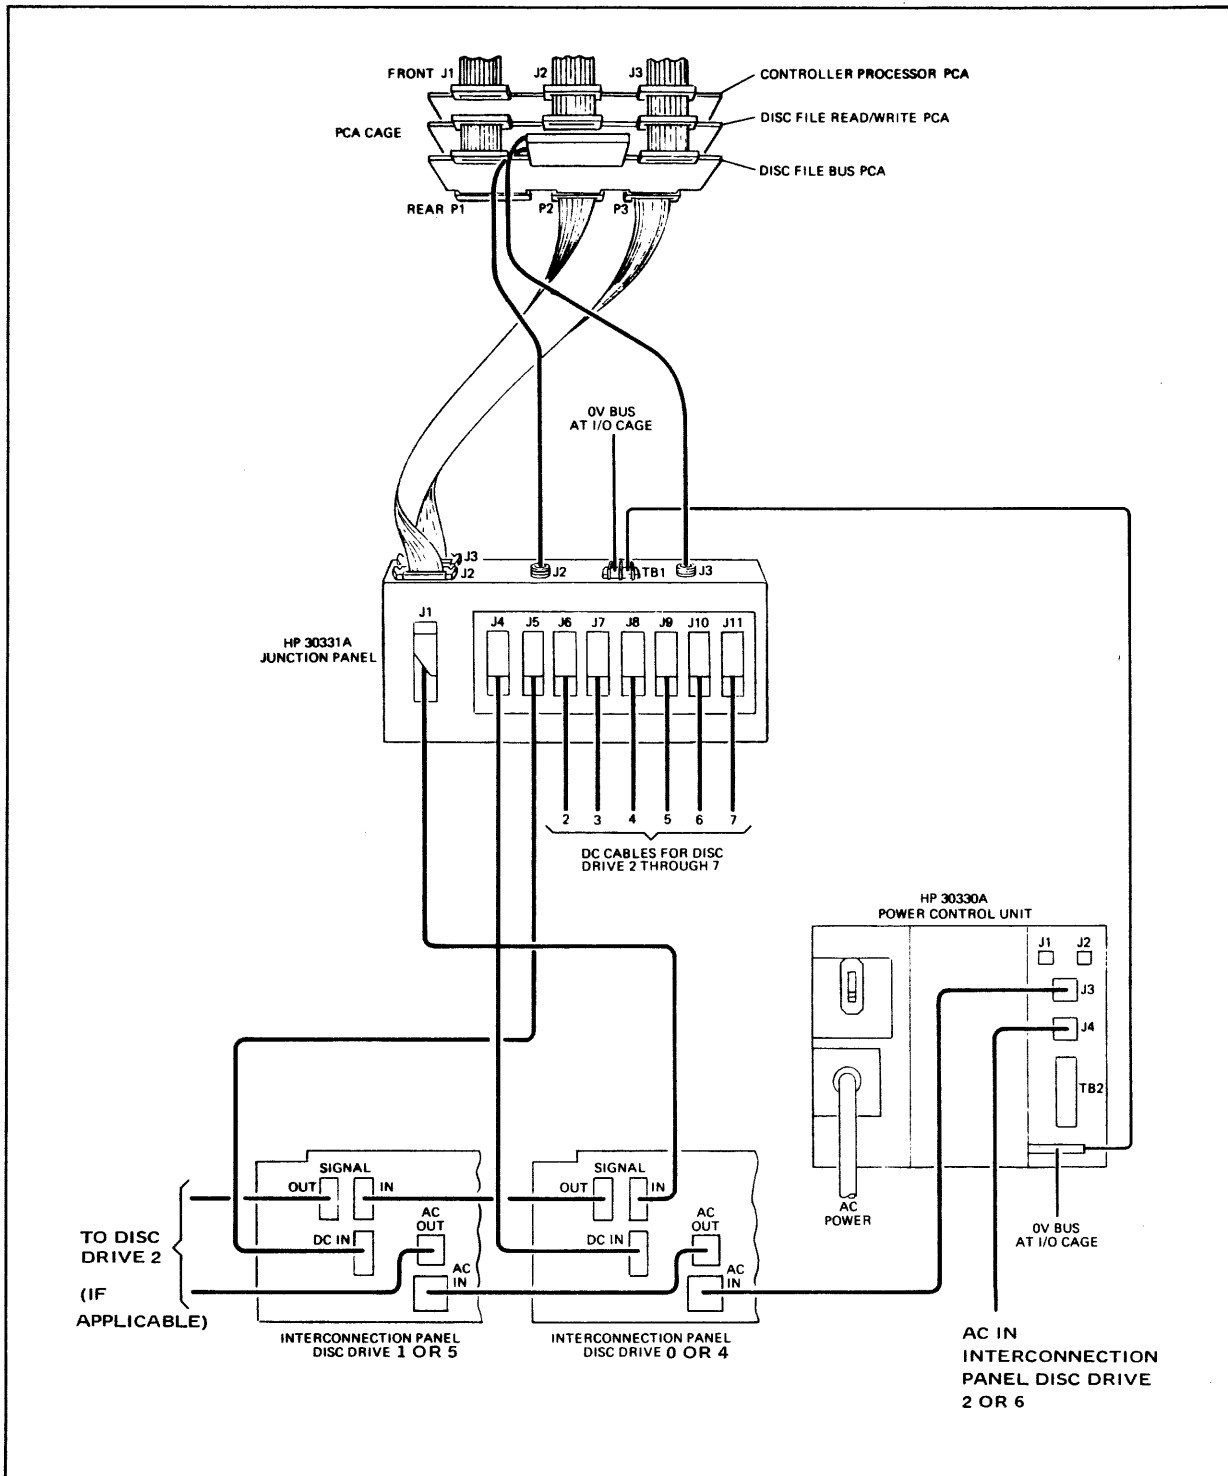 FRONT J1
J2
J3
CONTROLLER PROCESSOR PCA
PCA CAGE
DISC FILE READ/WRITE PCA
DISC FILE BUS PCA
REAR P1
P2
P3
0V BUS
AT I/O CAGE
J3
J2
J2
TB1
J3
HP 30331A
JUNCTION PANEL
J1
J4
J5
J6
J7
J8
J9
J10
J11
2
3
4
5
6
7
DC CABLES FOR DISC
DRIVE 2 THROUGH 7
HP 30330A
POWER CONTROL UNIT
J1
J2
J3
J4
TB2
AC
POWER
0V BUS
AT I/O CAGE
TO DISC
DRIVE 2
(IF
APPLICABLE)
SIGNAL
OUT
IN
DC IN
AC
OUT
AC
IN
INTERCONNECTION PANEL
DISC DRIVE 1 OR 5
SIGNAL
OUT
IN
DC IN
AC
OUT
AC
IN
INTERCONNECTION PANEL
DISC DRIVE 0 OR 4
AC IN
INTERCONNECTION
PANEL DISC DRIVE
2 OR 6